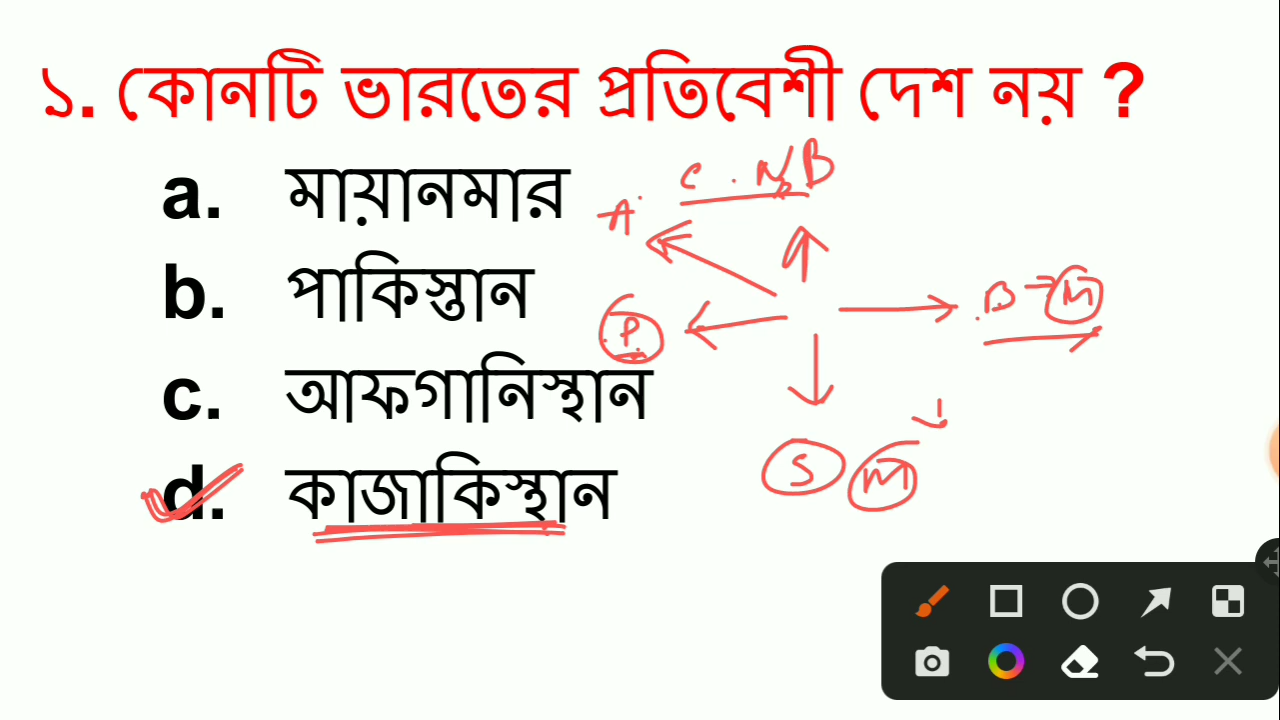 ১. কোনটি ভারতের প্রতিবেশী দেশ নয় ?
a. মায়ানমার
C . N B
A
b. পাকিস্তান
B - M
P
c. আফগানিস্থান
S M
d. কাজাকিস্থান